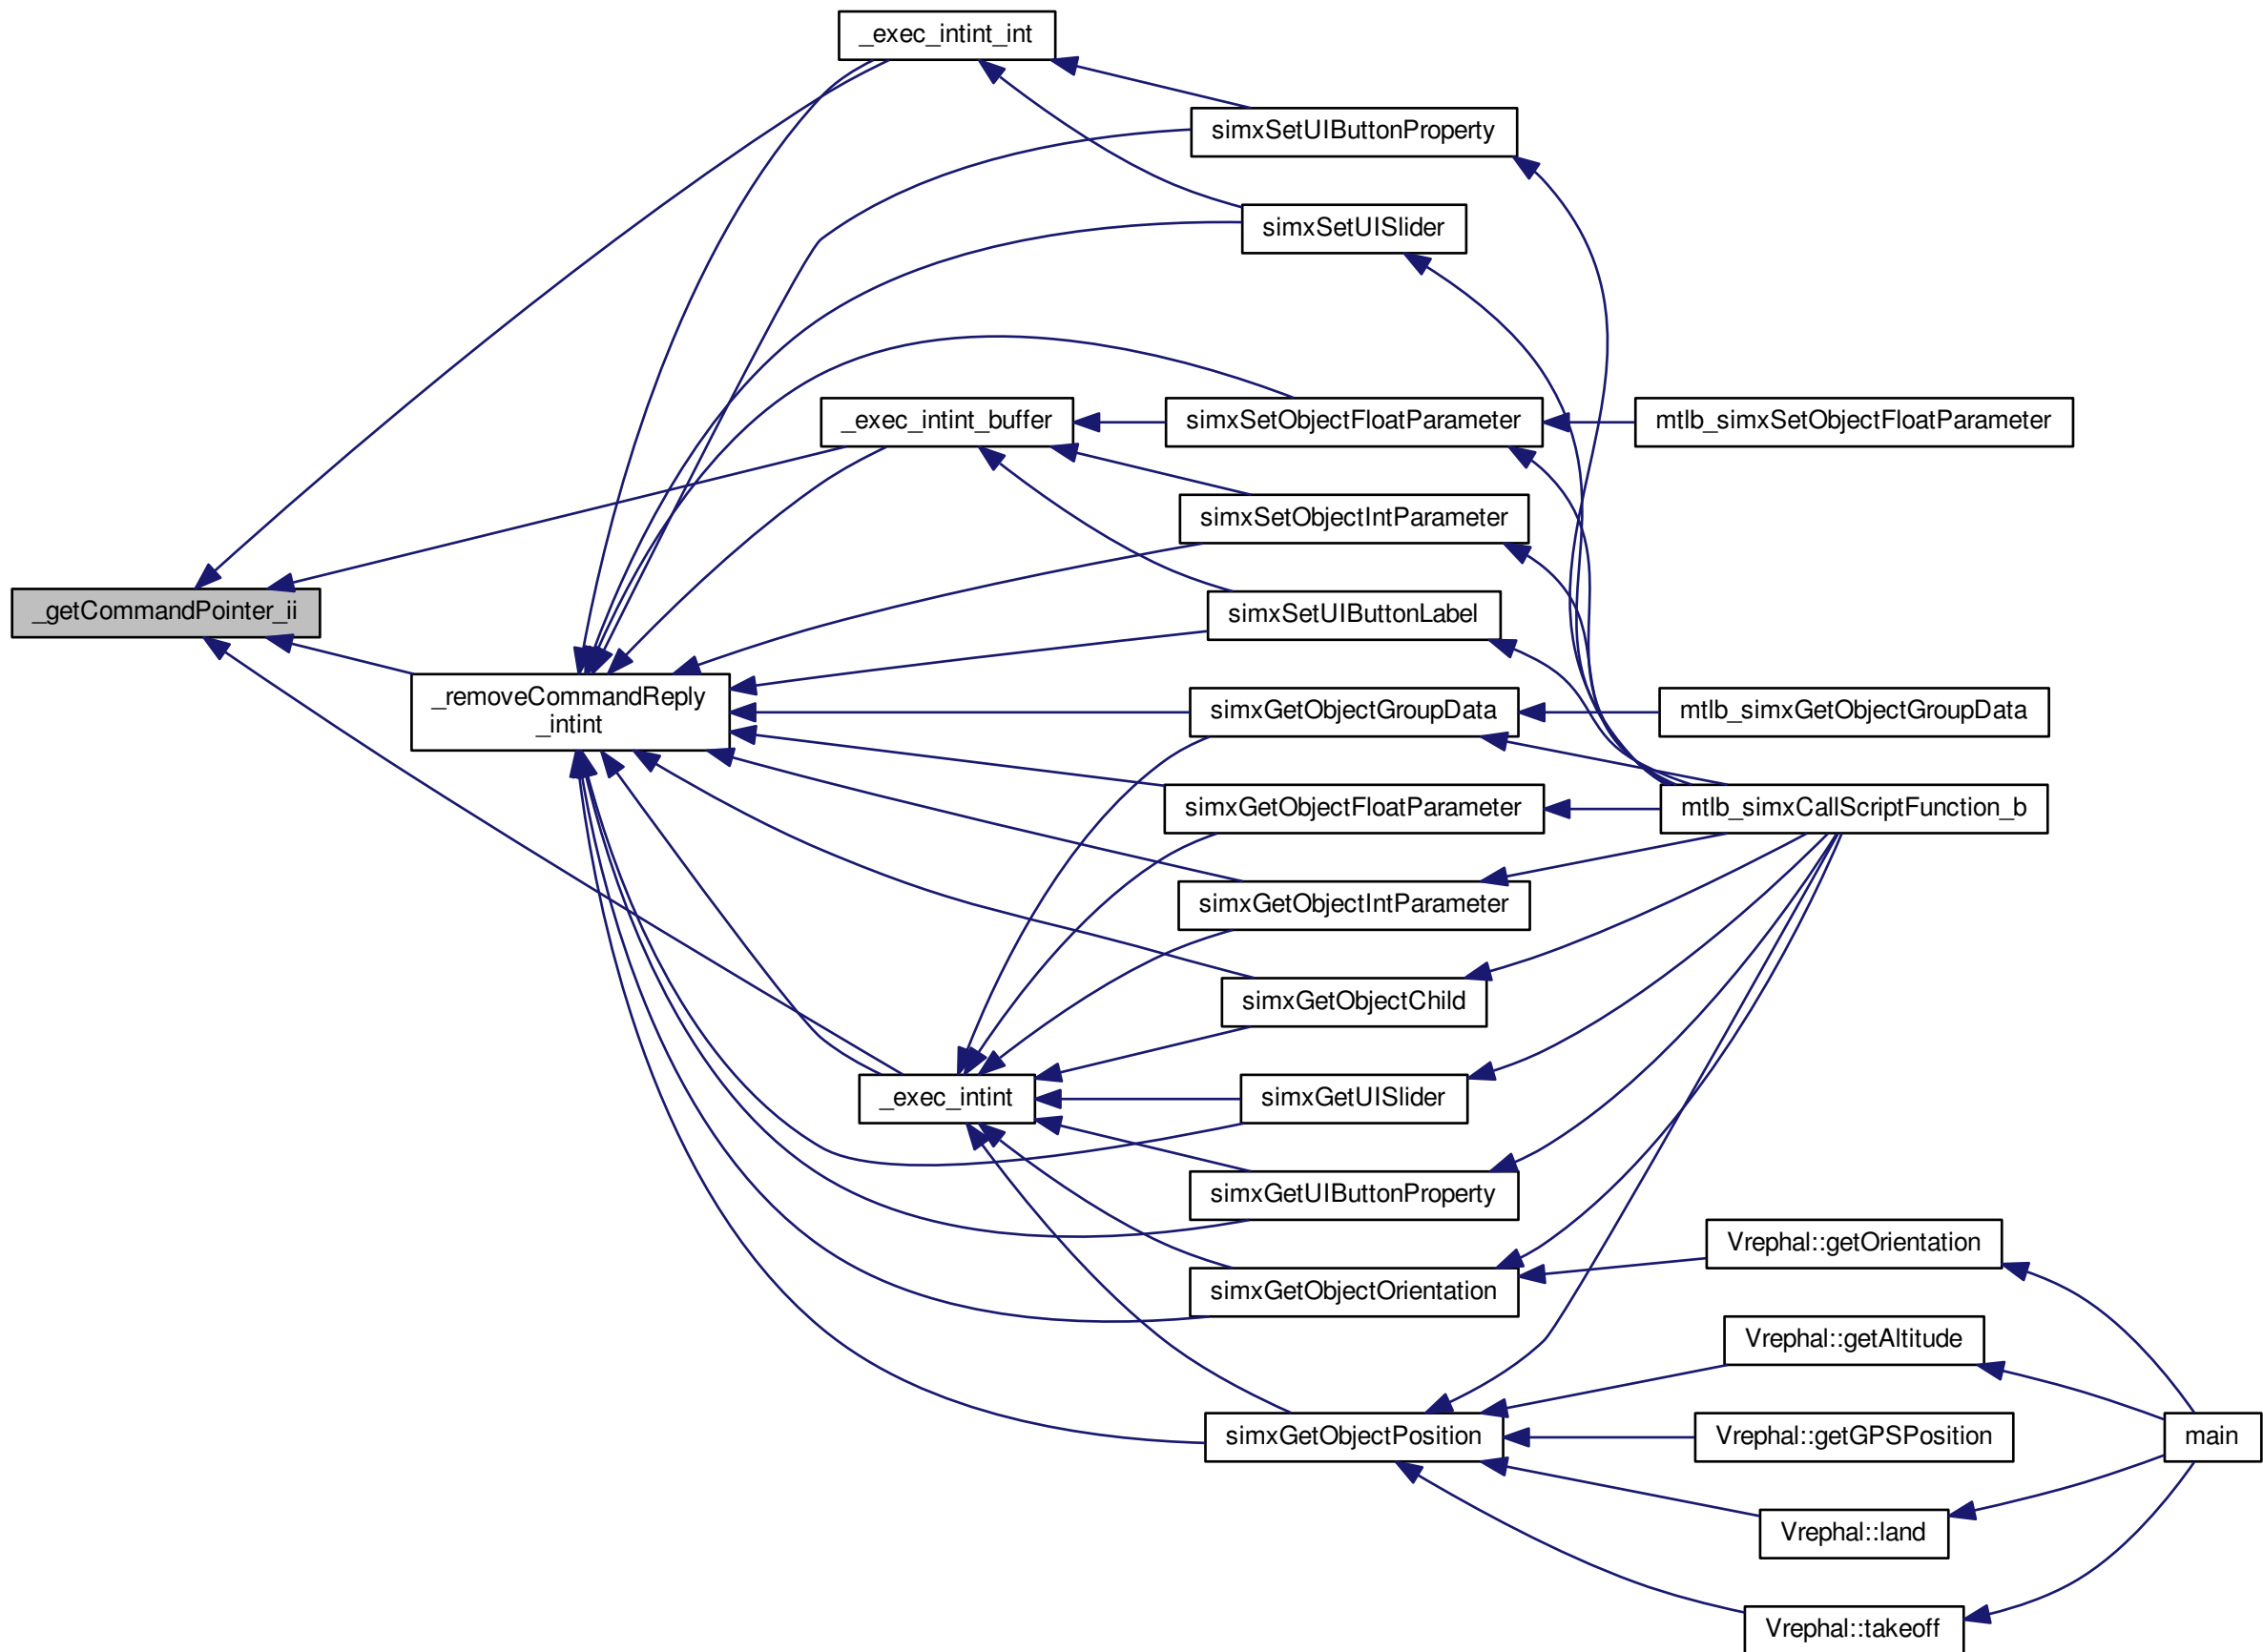 _exec_intint_int
simxSetUIButtonProperty
simxSetUISlider
_exec_intint_buffer
simxSetObjectFloatParameter
mtlb_simxSetObjectFloatParameter
simxSetObjectIntParameter
_getCommandPointer_ii
simxSetUIButtonLabel
_removeCommandReply
_intint
simxGetObjectGroupData
mtlb_simxGetObjectGroupData
simxGetObjectFloatParameter
mtlb_simxCallScriptFunction_b
simxGetObjectIntParameter
simxGetObjectChild
_exec_intint
simxGetUISlider
simxGetUIButtonProperty
Vrephal::getOrientation
simxGetObjectOrientation
Vrephal::getAltitude
simxGetObjectPosition
Vrephal::getGPSPosition
main
Vrephal::land
Vrephal::takeoff